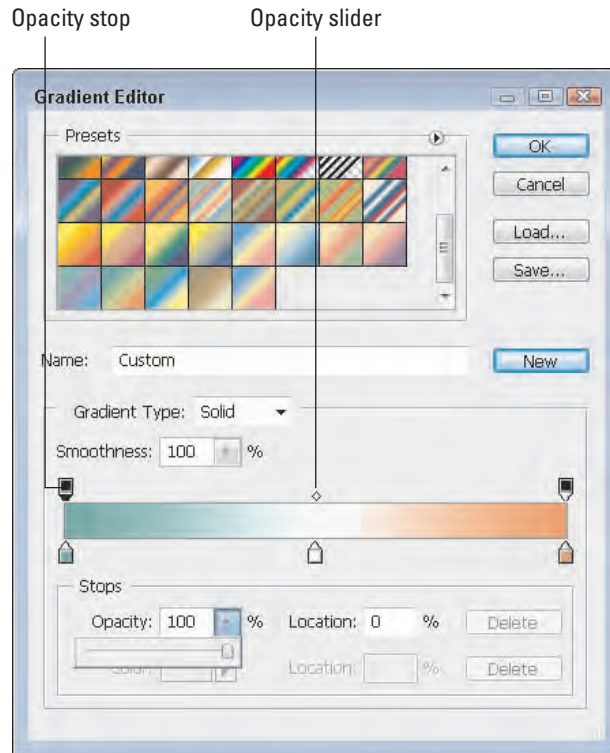 Opacity stop Opacity slider
Gradient Editor
Presets
OK
Cancel
Load...
Save...
Name: Custom New
Gradient Type: Solid
Smoothness: 100 %
Stops
Opacity: 100 % Location: 0 % Delete
Color: Location: % Delete